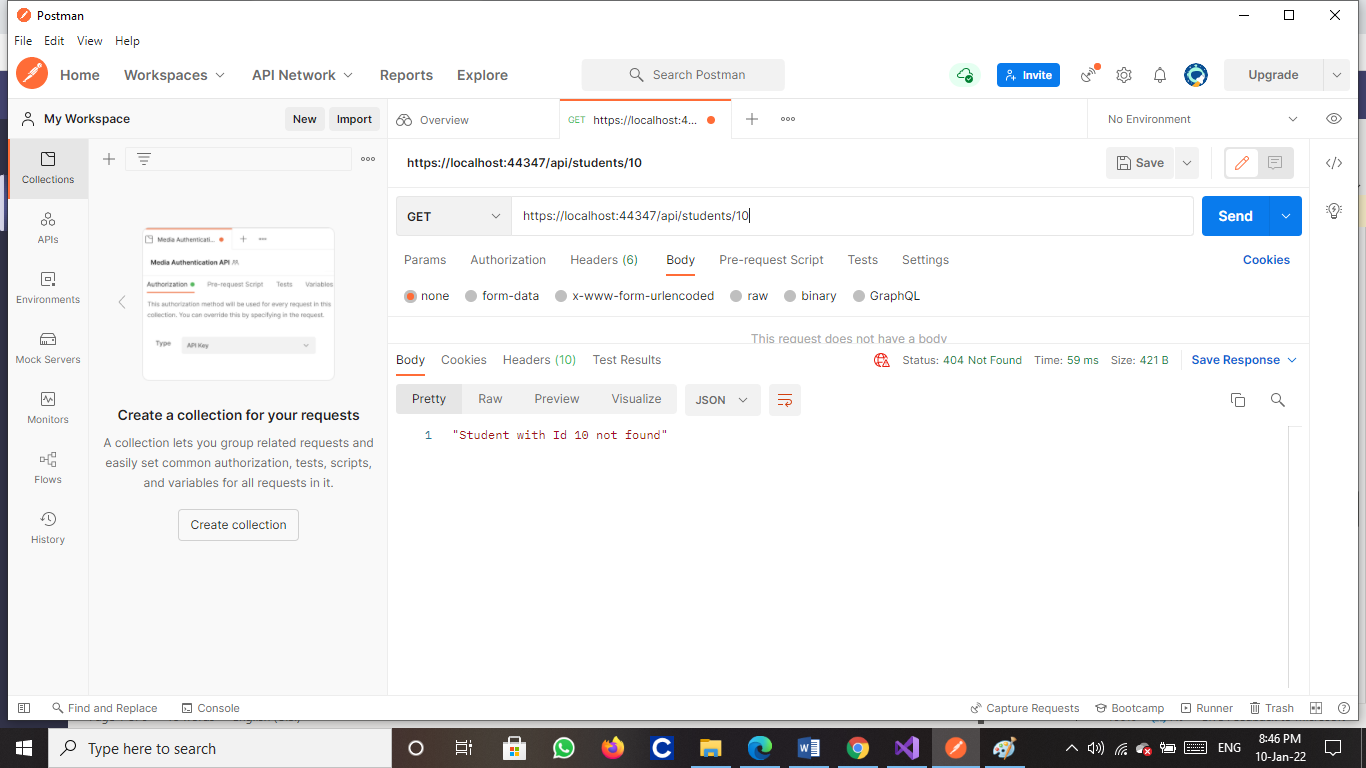 Postman
File Edit View Help
Home Workspaces API Network Reports Explore Search Postman Invite Upgrade
My Workspace New Import Overview GET https://localhost:4... No Environment
https://localhost:44347/api/students/10 Save
GET https://localhost:44347/api/students/10 Send
Params Authorization Headers (6) Body Pre-request Script Tests Settings Cookies
none form-data x-www-form-urlencoded raw binary GraphQL
This request does not have a body
Collections
APIs
Environments
Mock Servers
Monitors
Flows
History
Media Authenticati...
Media Authentication API
Authorization Pre-request Script Tests Variables
This authorization method will be used for every request in this
collection. You can override this by specifying in the request.
Type API Key
Create a collection for your requests
A collection lets you group related requests and
easily set common authorization, tests, scripts,
and variables for all requests in it.
Create collection
Body Cookies Headers (10) Test Results Status: 404 Not Found Time: 59 ms Size: 421 B Save Response
Pretty Raw Preview Visualize JSON
1 "Student with Id 10 not found"
Find and Replace Console Capture Requests Bootcamp Runner Trash
Type here to search ENG 8:46 PM
10-Jan-22